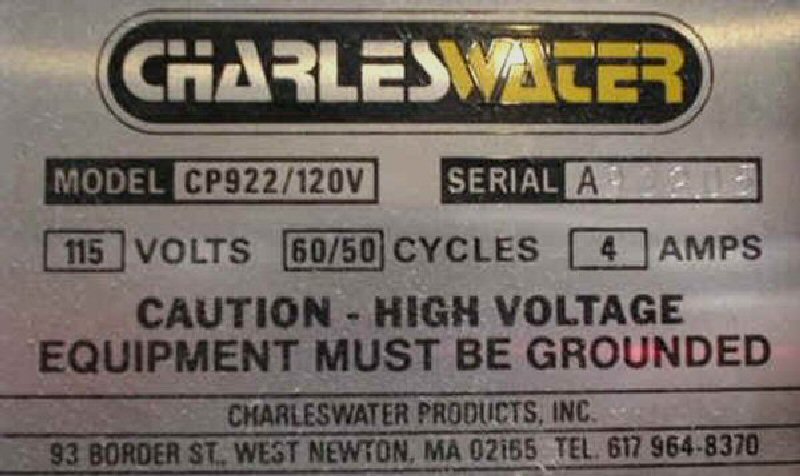 CHARLESWATER
MODEL CP922/120V SERIAL A
115 VOLTS 60/50 CYCLES 4 AMPS
CAUTION - HIGH VOLTAGE
EQUIPMENT MUST BE GROUNDED
CHARLESWATER PRODUCTS, INC.
93 BORDER ST., WEST NEWTON, MA 02165 TEL. 617 964-8370